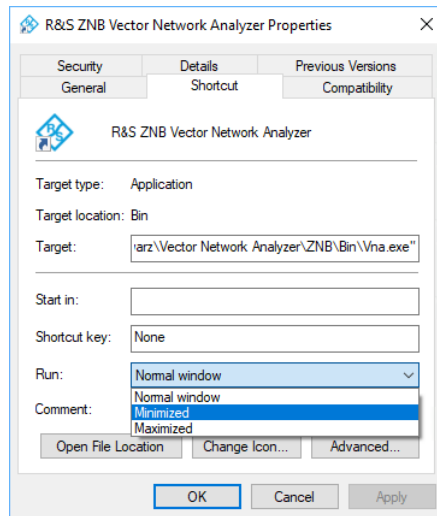 R&S ZNB Vector Network Analyzer Properties
Security Details Previous Versions
General Shortcut Compatibility
R&S ZNB Vector Network Analyzer
Target type: Application
Target location: Bin
Target: arz\Vector Network Analyzer\ZNB\Bin\Vna.exe"
Start in:
Shortcut key: None
Run: Normal window
Normal window
Comment: Minimized
Maximized
Open File Location Change Icon... Advanced...
OK Cancel Apply